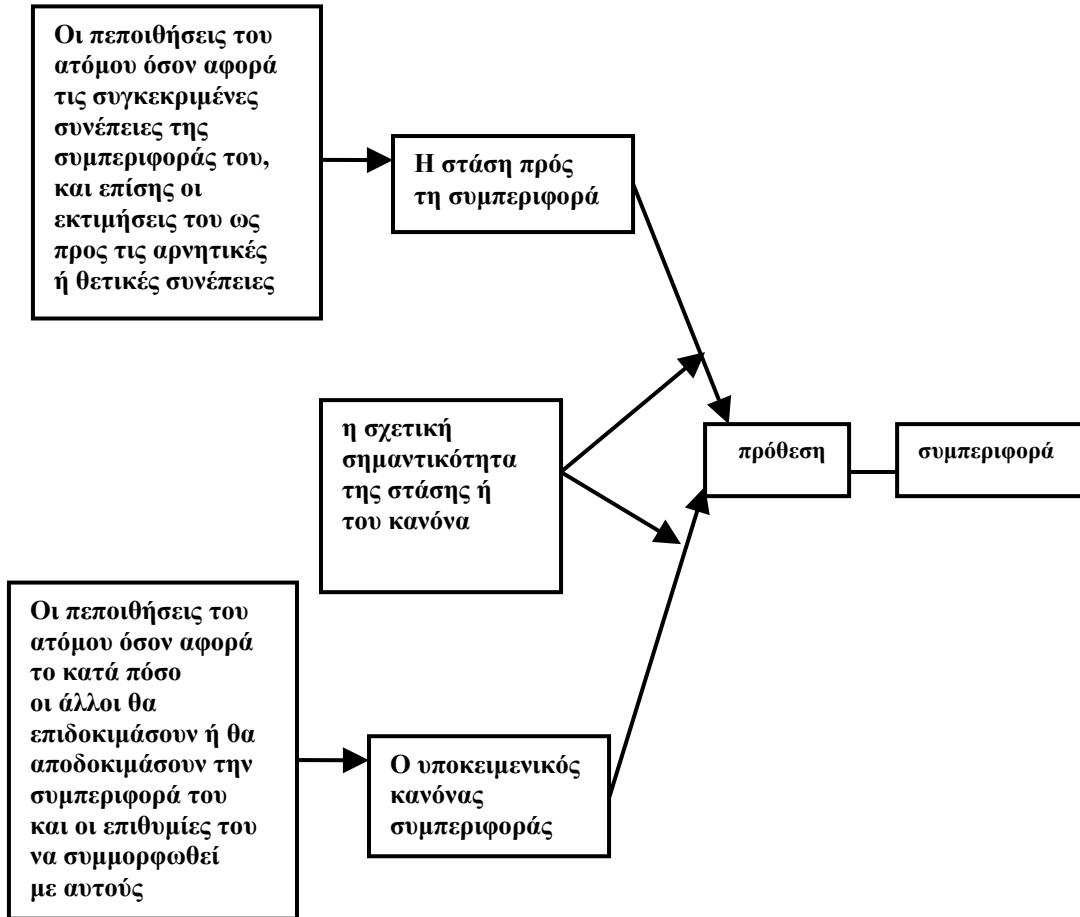 Οι πεποιθήσεις του
ατόμου όσον αφορά
τις συγκεκριμένες
συνέπειες της
συμπεριφοράς του,
και επίσης οι
εκτιμήσεις του ως
προς τις αρνητικές
ή θετικές συνέπειες
Η στάση πρός
τη συμπεριφορά
η σχετική
σημαντικότητα
της στάσης ή
του κανόνα
πρόθεση
συμπεριφορά
Οι πεποιθήσεις του
ατόμου όσον αφορά
το κατά πόσο
οι άλλοι θα
επιδοκιμάσουν ή θα
αποδοκιμάσουν την
συμπεριφορά του
και οι επιθυμίες του
να συμμορφωθεί
με αυτούς
Ο υποκειμενικός
κανόνας
συμπεριφοράς